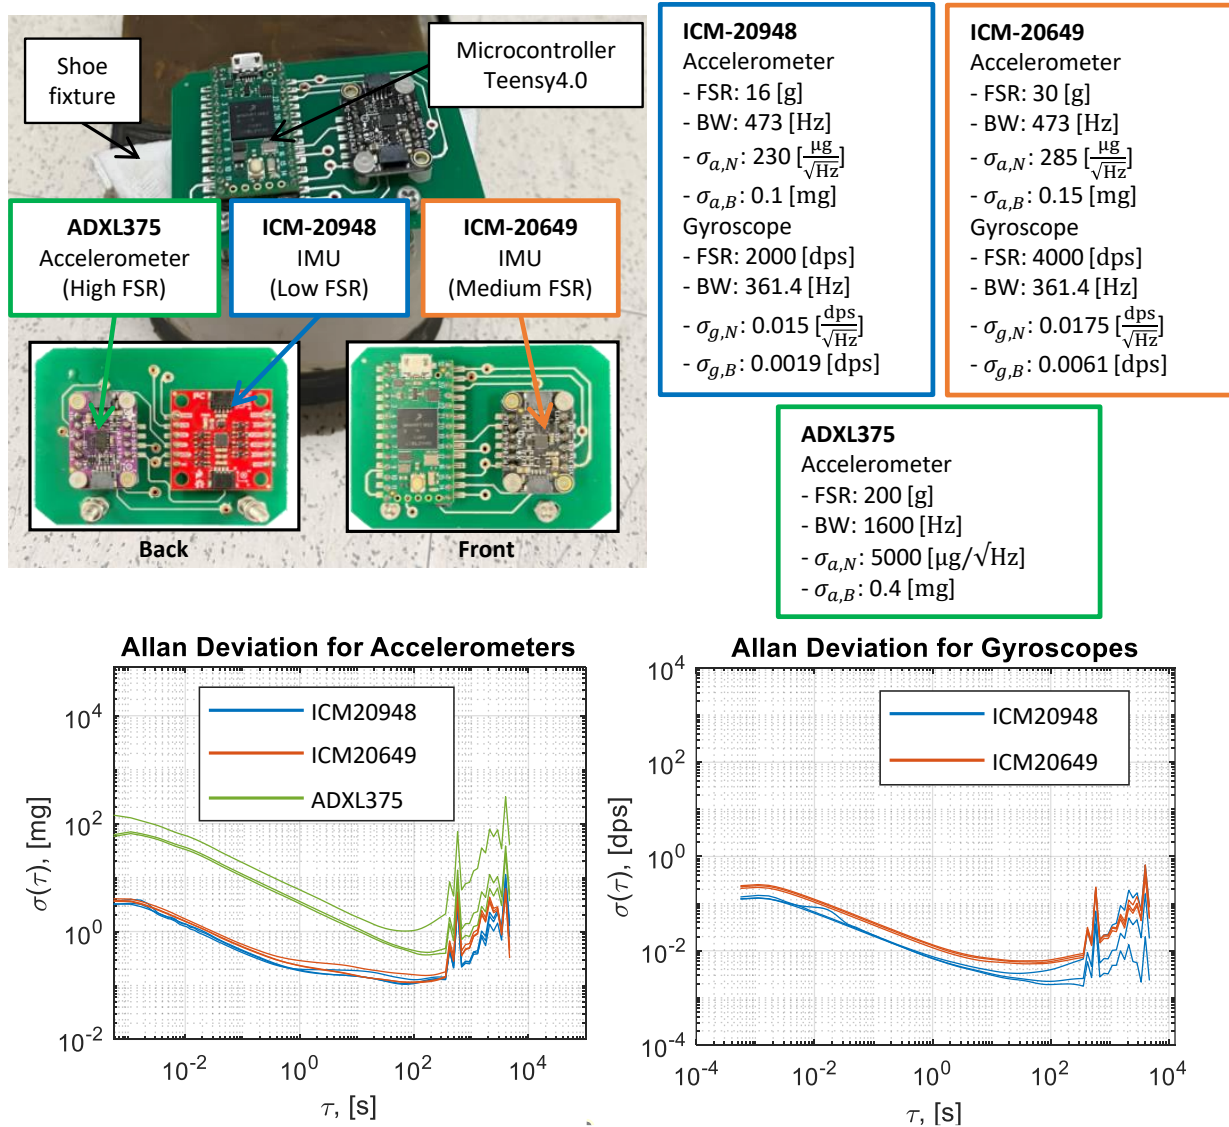 Shoe
fixture
Microcontroller
Teensy4.0
ADXL375
Accelerometer
(High FSR)
ICM-20948
IMU
(Low FSR)
ICM-20649
IMU
(Medium FSR)
Back
Front
ICM-20948
Accelerometer
- FSR: 16 [g]
- BW: 473 [Hz]
- σa,N: 230 [μg/√Hz]
- σa,B: 0.1 [mg]
Gyroscope
- FSR: 2000 [dps]
- BW: 361.4 [Hz]
- σg,N: 0.015 [dps/√Hz]
- σg,B: 0.0019 [dps]
ICM-20649
Accelerometer
- FSR: 30 [g]
- BW: 473 [Hz]
- σa,N: 285 [μg/√Hz]
- σa,B: 0.15 [mg]
Gyroscope
- FSR: 4000 [dps]
- BW: 361.4 [Hz]
- σg,N: 0.0175 [dps/√Hz]
- σg,B: 0.0061 [dps]
ADXL375
Accelerometer
- FSR: 200 [g]
- BW: 1600 [Hz]
- σa,N: 5000 [μg/√Hz]
- σa,B: 0.4 [mg]
Allan Deviation for Accelerometers
ICM20948
ICM20649
ADXL375
σ(τ), [mg]
10^4
10^2
10^0
10^-2
10^-2 10^0 10^2 10^4
τ, [s]
Allan Deviation for Gyroscopes
ICM20948
ICM20649
σ(τ), [dps]
10^4
10^2
10^0
10^-2
10^-4
10^-4 10^-2 10^0 10^2 10^4
τ, [s]